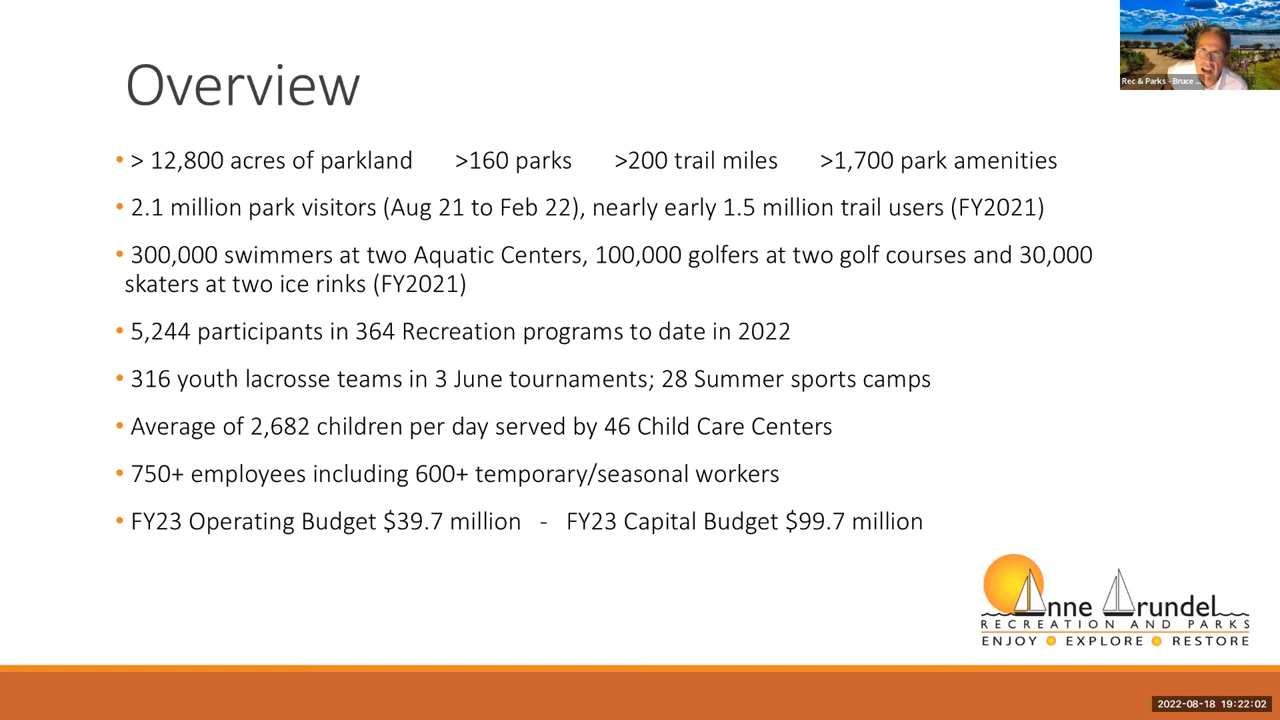 Overview
• > 12,800 acres of parkland >160 parks >200 trail miles >1,700 park amenities
• 2.1 million park visitors (Aug 21 to Feb 22), nearly early 1.5 million trail users (FY2021)
• 300,000 swimmers at two Aquatic Centers, 100,000 golfers at two golf courses and 30,000
skaters at two ice rinks (FY2021)
• 5,244 participants in 364 Recreation programs to date in 2022
• 316 youth lacrosse teams in 3 June tournaments; 28 Summer sports camps
• Average of 2,682 children per day served by 46 Child Care Centers
• 750+ employees including 600+ temporary/seasonal workers
• FY23 Operating Budget $39.7 million - FY23 Capital Budget $99.7 million
Rec & Parks - Bruce ...
Anne Arundel
RECREATION AND PARKS
ENJOY EXPLORE RESTORE
2022-08-18 19:22:02